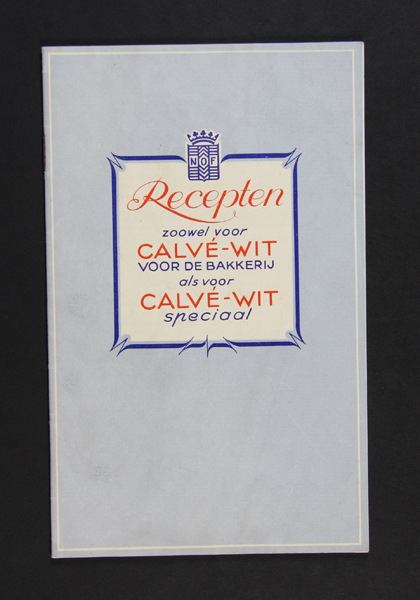 NOF
Recepten
zoowel voor
CALVÉ-WIT
VOOR DE BAKKERIJ
als voor
CALVÉ-WIT
speciaal